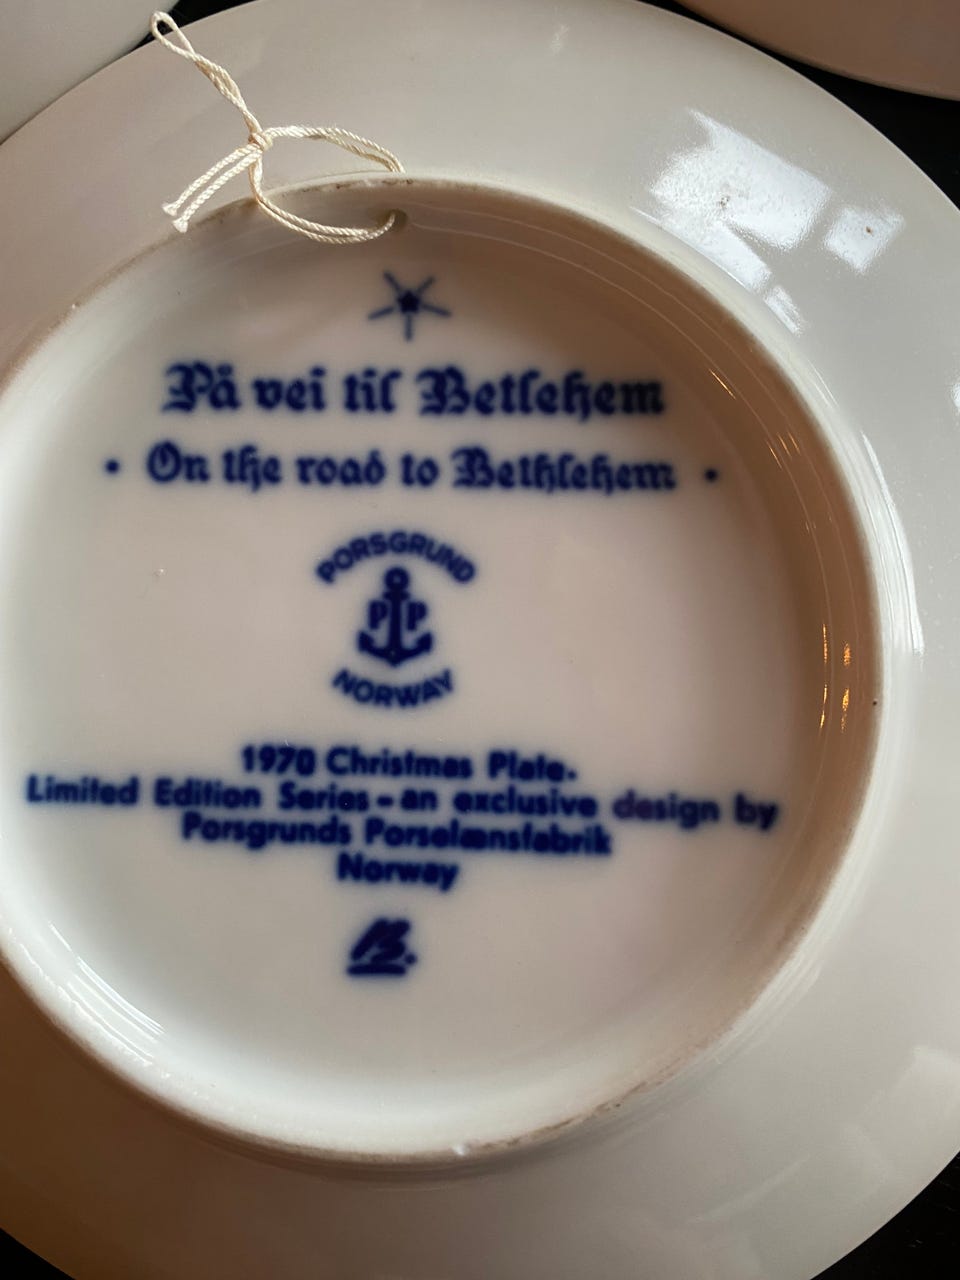 På vei til Betlehem
• On the road to Bethlehem •
PORSGRUND
PP
NORWAY
1970 Christmas Plate.
Limited Edition Series – an exclusive design by
Porsgrunds Porselænsfabrik
Norway